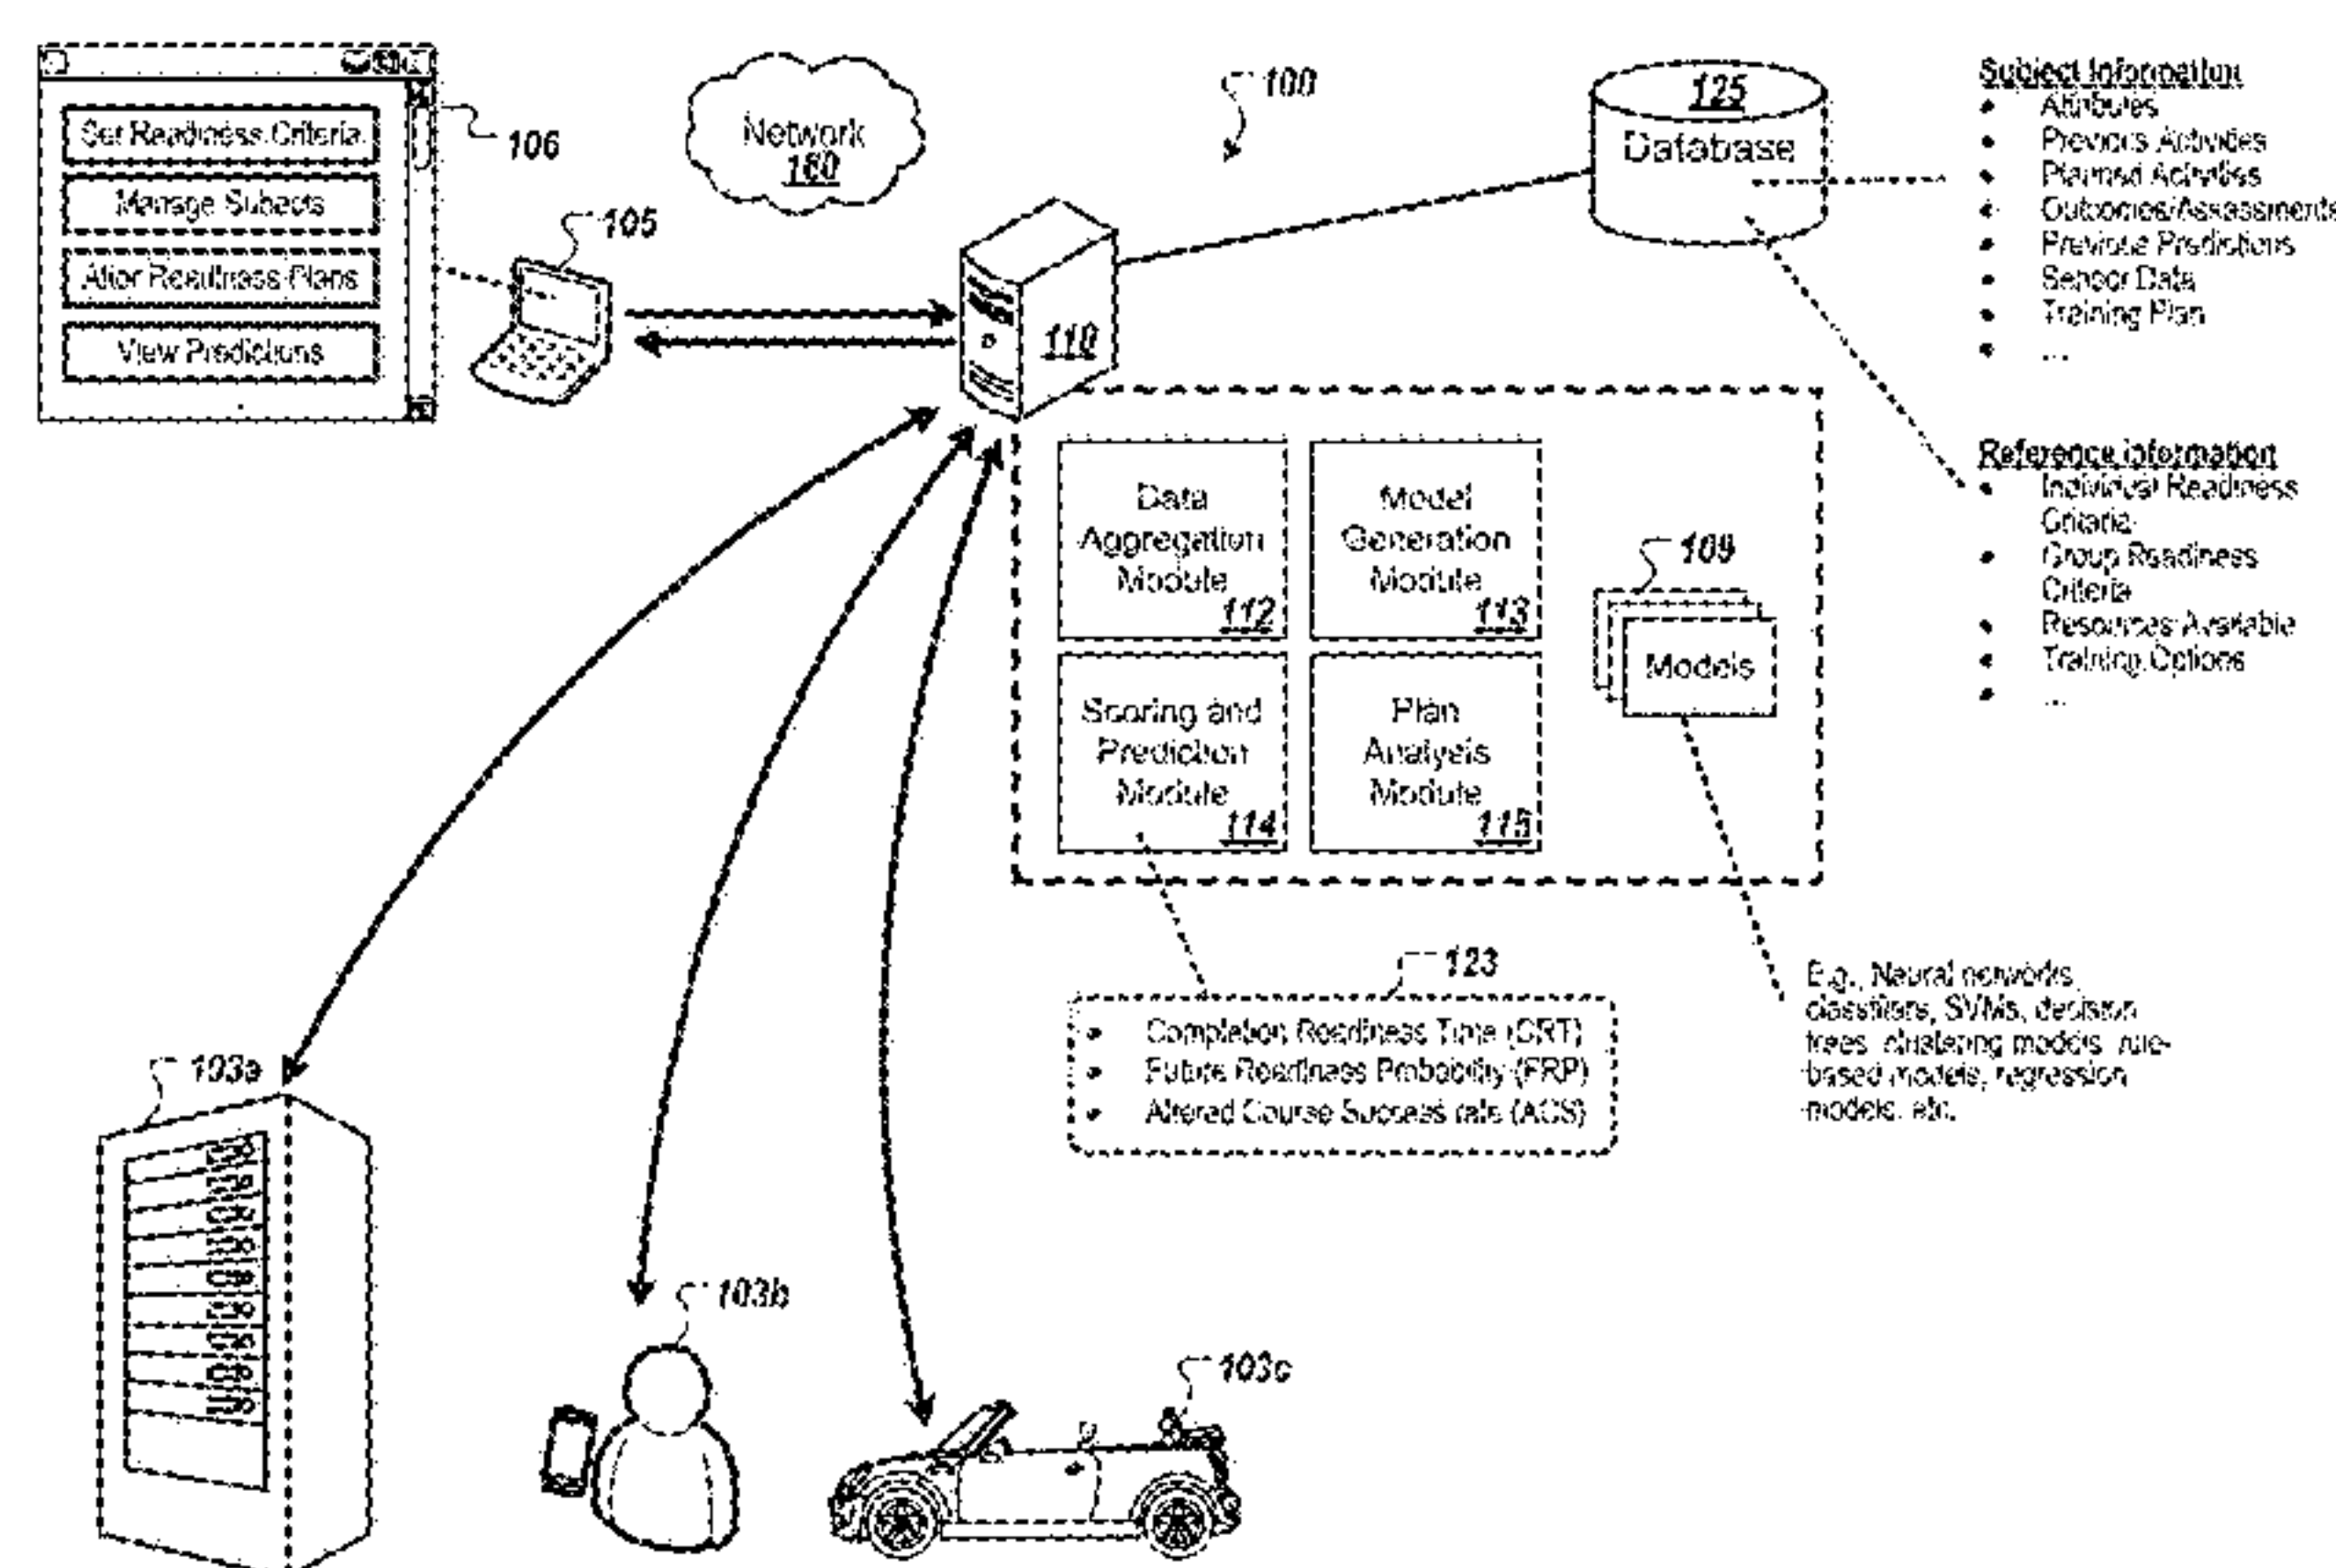 Set Readiness Criteria
Manage Subjects
Alter Readiness Plans
View Predictions
106
105
Network
160
100
110
125
Database
Subject Information
• Attributes
• Previous Activities
• Planned Activities
• Outcomes/Assessments
• Previous Predictions
• Sensor Data
• Training Plan
• ...
Reference Information
• Individual Readiness
Criteria
• Group Readiness
Criteria
• Resources Available
• Training Options
• ...
Data
Aggregation
Module
112
Model
Generation
Module
113
Scoring and
Prediction
Module
114
Plan
Analysis
Module
115
109
Models
123
• Completion Readiness Time (CRT)
• Future Readiness Probability (FRP)
• Altered Course Success rate (ACS)
E.g., Neural networks,
classifiers, SVMs, decision
trees, clustering models, rule-
based models, regression
models, etc.
103a
103b
103c